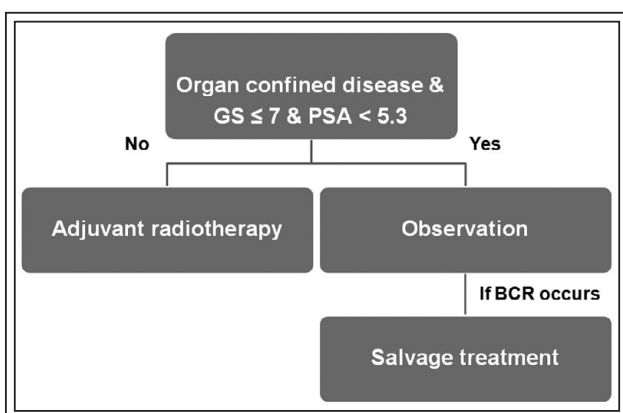 Organ confined disease &
GS ≤ 7 & PSA < 5.3
No
Yes
Adjuvant radiotherapy
Observation
If BCR occurs
Salvage treatment